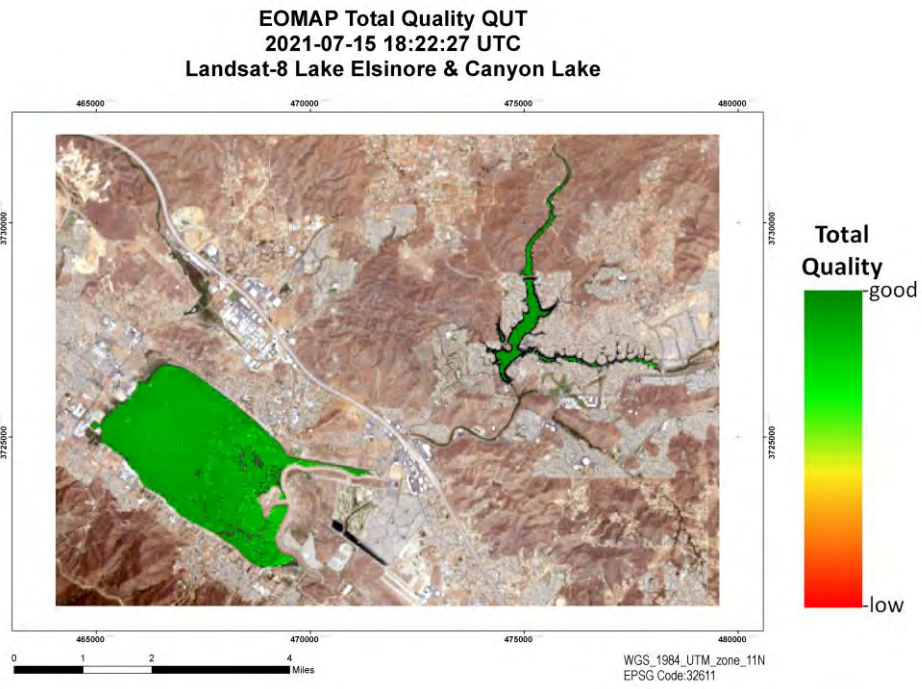 EOMAP Total Quality QUT
2021-07-15 18:22:27 UTC
Landsat-8 Lake Elsinore & Canyon Lake
465000 470000 475000 480000
3730000 3730000
3725000 3725000
Total
Quality
good
low
465000 470000 475000 480000
0 1 2 4
Miles
WGS_1984_UTM_zone_11N
EPSG Code:32611